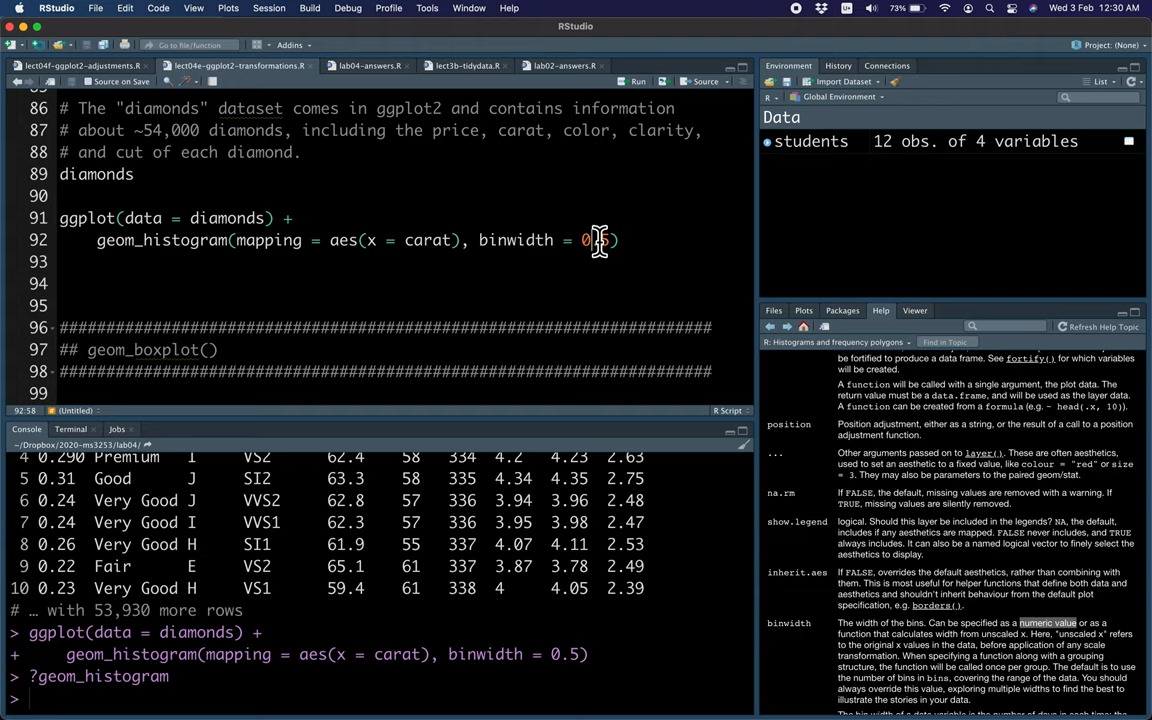 RStudio File Edit Code View Plots Session Build Debug Profile Tools Window Help 73% Wed 3 Feb 12:30 AM
RStudio
Go to file/function Addins Project: (None)
lect04f-ggplot2-adjustments.R lect04e-ggplot2-transformations.R lab04-answers.R lect3b-tidydata.R lab02-answers.R
Source on Save Run Source
86 # The "diamonds" dataset comes in ggplot2 and contains information
87 # about ~54,000 diamonds, including the price, carat, color, clarity,
88 # and cut of each diamond.
89 diamonds
90
91 ggplot(data = diamonds) +
92 geom_histogram(mapping = aes(x = carat), binwidth = 0.5)
93
94
95
96 ######################################################################
97 ## geom_boxplot()
98 ######################################################################
99
92:58 (Untitled) R Script
Console Terminal Jobs
~/Dropbox/2020-ms3253/lab04/
4 0.290 Premium I VS2 62.4 58 334 4.2 4.23 2.63
5 0.31 Good J SI2 63.3 58 335 4.34 4.35 2.75
6 0.24 Very Good J VVS2 62.8 57 336 3.94 3.96 2.48
7 0.24 Very Good I VVS1 62.3 57 336 3.95 3.98 2.47
8 0.26 Very Good H SI1 61.9 55 337 4.07 4.11 2.53
9 0.22 Fair E VS2 65.1 61 337 3.87 3.78 2.49
10 0.23 Very Good H VS1 59.4 61 338 4 4.05 2.39
# … with 53,930 more rows
> ggplot(data = diamonds) +
+ geom_histogram(mapping = aes(x = carat), binwidth = 0.5)
> ?geom_histogram
>
Environment History Connections
Import Dataset List
R Global Environment
Data
students 12 obs. of 4 variables
Files Plots Packages Help Viewer
Refresh Help Topic
R: Histograms and frequency polygons Find in Topic
be fortified to produce a data frame. See fortify() for which variables
will be created.
A function will be called with a single argument, the plot data. The
return value must be a data.frame, and will be used as the layer data.
A function can be created from a formula (e.g. ~ head(.x, 10)).
position Position adjustment, either as a string, or the result of a call to a position
adjustment function.
... Other arguments passed on to layer(). These are often aesthetics,
used to set an aesthetic to a fixed value, like colour = "red" or size
= 3. They may also be parameters to the paired geom/stat.
na.rm If FALSE, the default, missing values are removed with a warning. If
TRUE, missing values are silently removed.
show.legend logical. Should this layer be included in the legends? NA, the default,
includes if any aesthetics are mapped. FALSE never includes, and TRUE
always includes. It can also be a named logical vector to finely select the
aesthetics to display.
inherit.aes If FALSE, overrides the default aesthetics, rather than combining with
them. This is most useful for helper functions that define both data and
aesthetics and shouldn't inherit behaviour from the default plot
specification, e.g. borders().
binwidth The width of the bins. Can be specified as a numeric value or as a
function that calculates width from unscaled x. Here, "unscaled x" refers
to the original x values in the data, before application of any scale
transformation. When specifying a function along with a grouping
structure, the function will be called once per group. The default is to use
the number of bins in bins, covering the range of the data. You should
always override this value, exploring multiple widths to find the best to
illustrate the stories in your data.
The bin width of a date variable is the number of days in each time; the